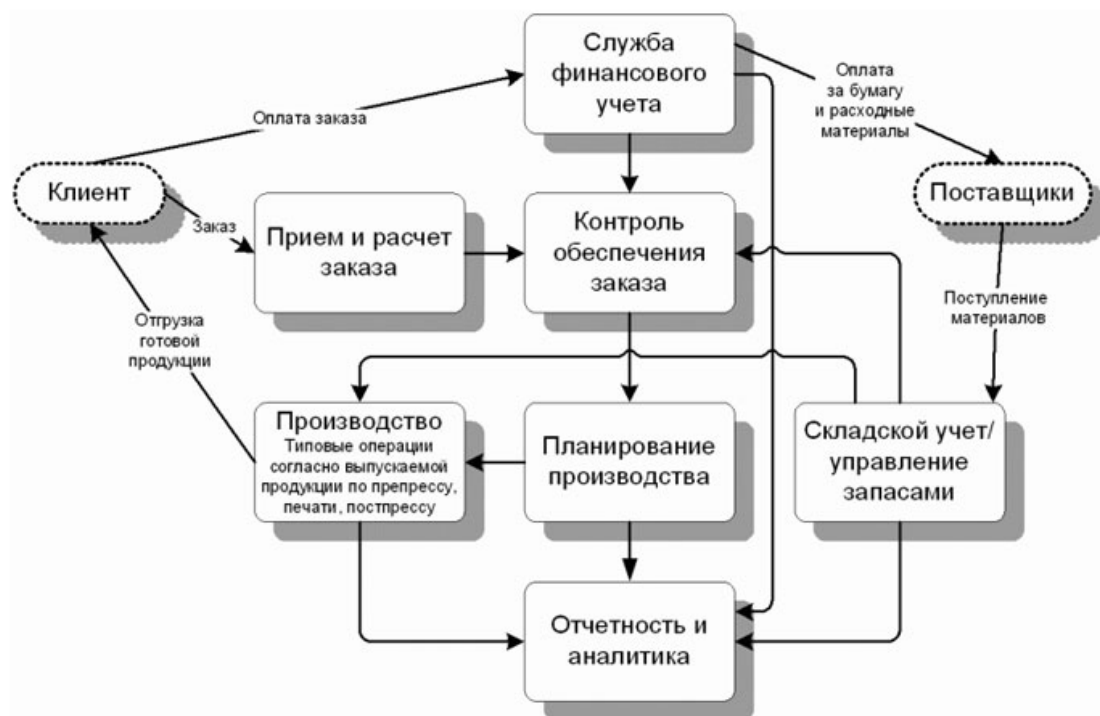 Служба
финансового
учета
Оплата
за бумагу
и расходные
материалы
Оплата заказа
Клиент
Поставщики
Заказ
Прием и расчет
заказа
Контроль
обеспечения
заказа
Поступление
материалов
Отгрузка
готовой
продукции
Производство
Типовые операции
согласно выпускаемой
продукции по препрессу,
печати, постпрессу
Планирование
производства
Складской учет/
управление
запасами
Отчетность и
аналитика